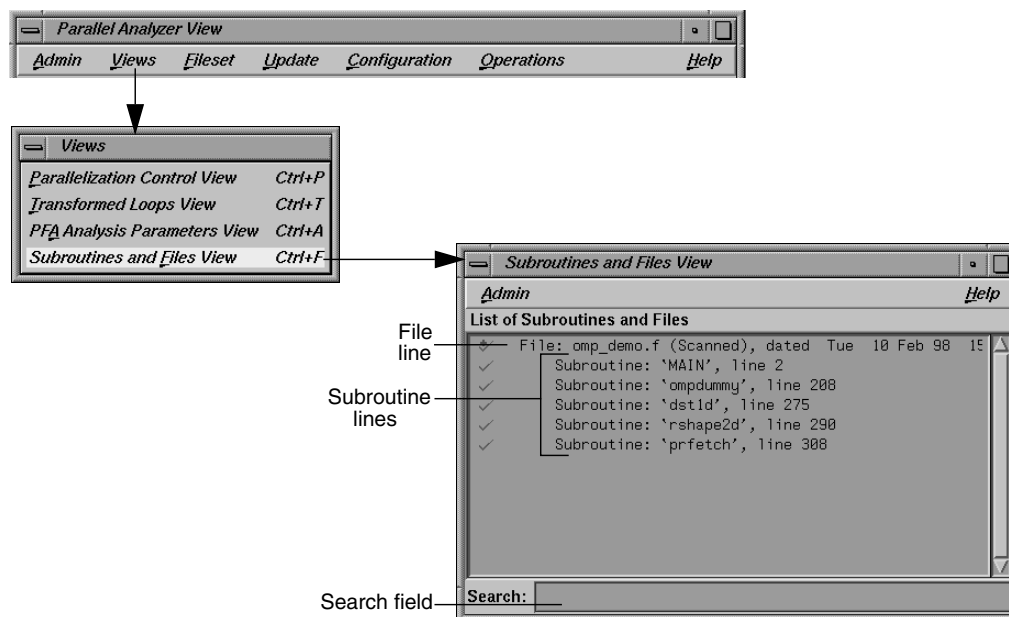 Parallel Analyzer View
Admin Views Fileset Update Configuration Operations Help
Views
Parallelization Control View Ctrl+P
Transformed Loops View Ctrl+T
PFA Analysis Parameters View Ctrl+A
Subroutines and Files View Ctrl+F
Subroutines and Files View
Admin Help
List of Subroutines and Files
File line
File: omp_demo.f (Scanned), dated Tue 10 Feb 98 15
Subroutine lines
Subroutine: `MAIN', line 2
Subroutine: `ompdummy', line 208
Subroutine: `dst1d', line 275
Subroutine: `rshape2d', line 290
Subroutine: `prfetch', line 308
Search field
Search: